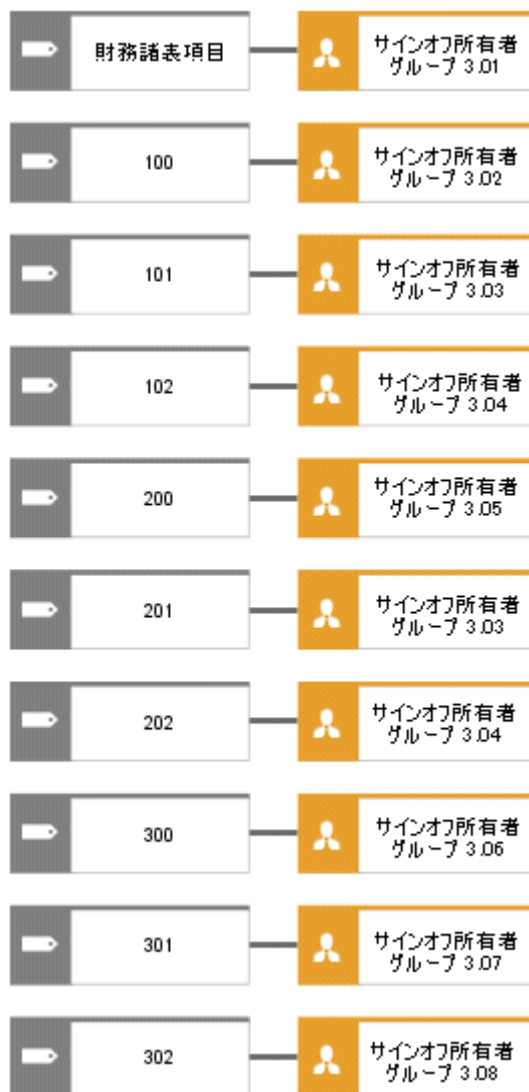 財務諸表項目
サインオフ所有者
グループ 3.01
100
サインオフ所有者
グループ 3.02
101
サインオフ所有者
グループ 3.03
102
サインオフ所有者
グループ 3.04
200
サインオフ所有者
グループ 3.05
201
サインオフ所有者
グループ 3.03
202
サインオフ所有者
グループ 3.04
300
サインオフ所有者
グループ 3.06
301
サインオフ所有者
グループ 3.07
302
サインオフ所有者
グループ 3.08